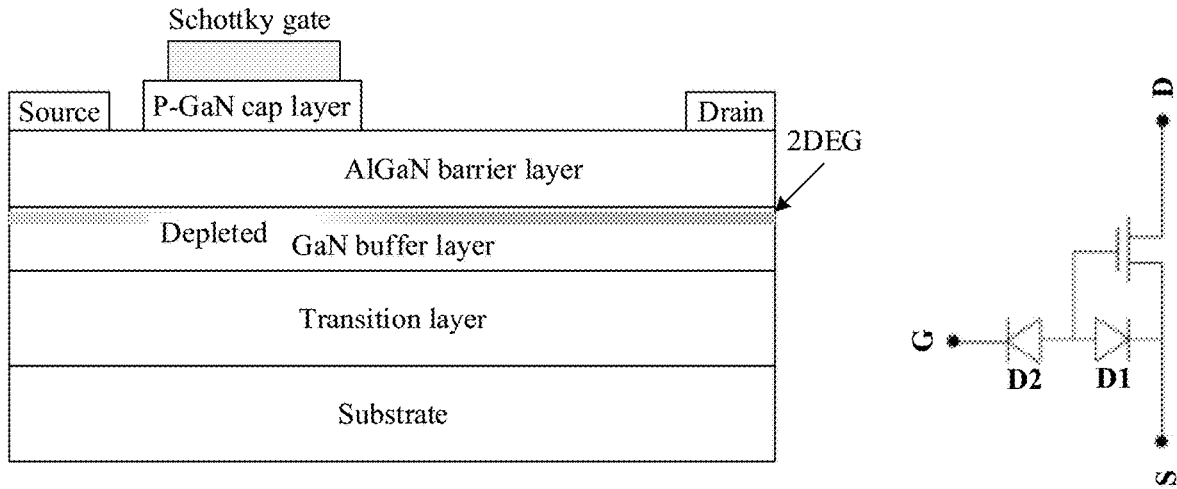 Schottky gate
Source
P-GaN cap layer
Drain
2DEG
AlGaN barrier layer
Depleted
GaN buffer layer
Transition layer
Substrate
D
G
D2
D1
S